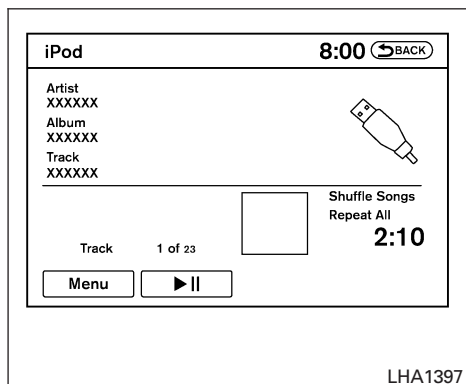 iPod 8:00 BACK
Artist
XXXXXX
Album
XXXXXX
Track
XXXXXX
Shuffle Songs
Repeat All
2:10
Track 1 of 23
Menu
LHA1397